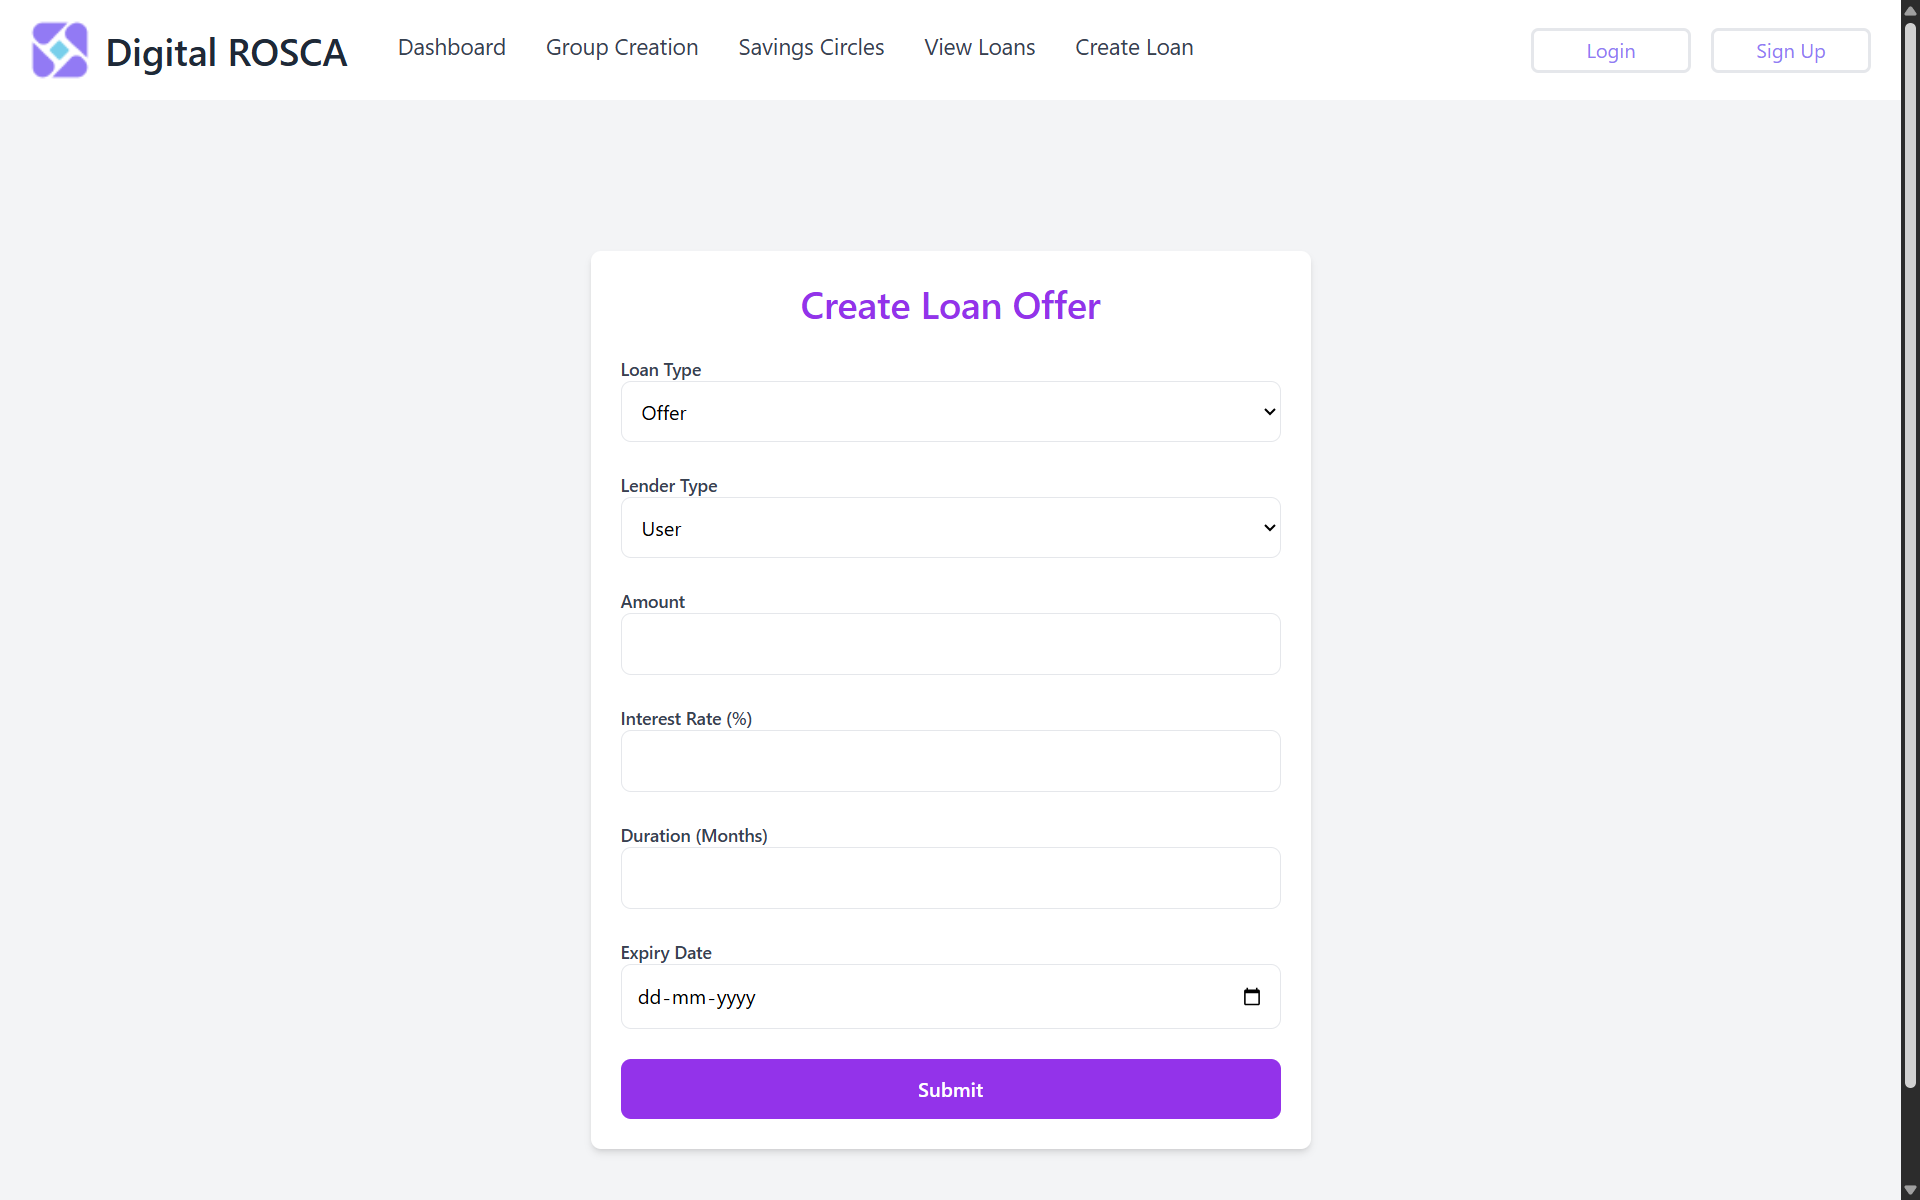 Digital ROSCA
Dashboard
Group Creation
Savings Circles
View Loans
Create Loan
Login
Sign Up
Create Loan Offer
Loan Type
Offer
Lender Type
User
Amount
Interest Rate (%)
Duration (Months)
Expiry Date
dd-mm-yyyy
Submit